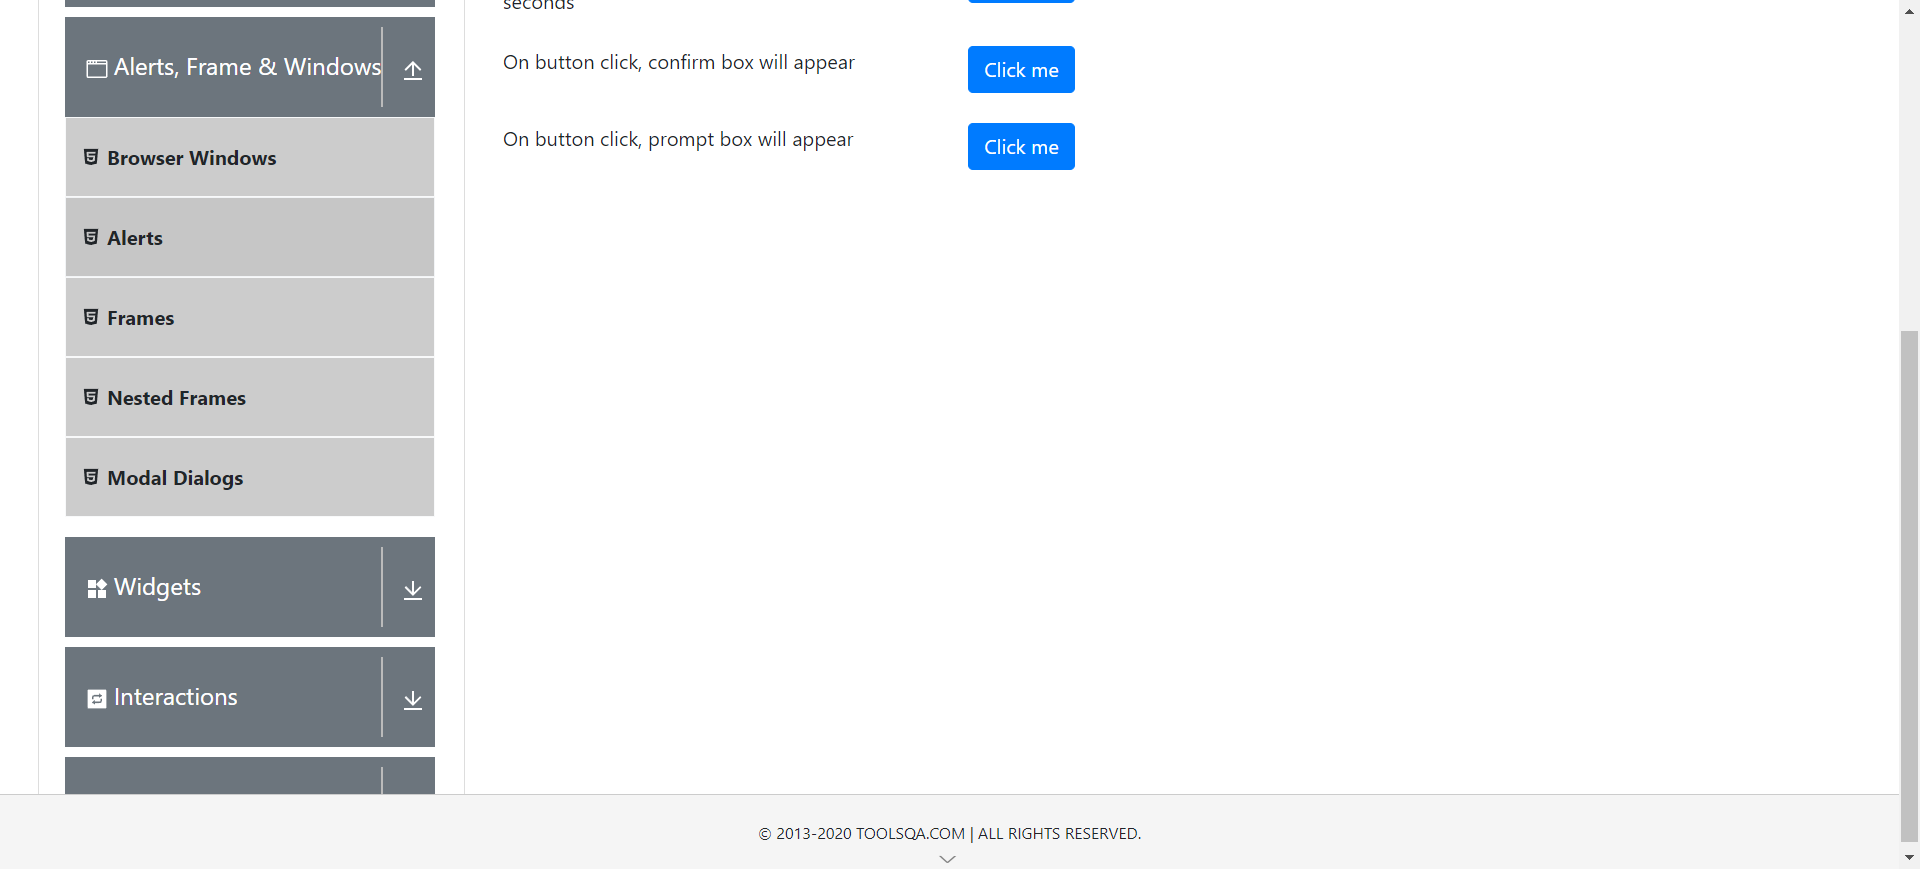 seconds
Alerts, Frame & Windows
On button click, confirm box will appear
Click me
On button click, prompt box will appear
Click me
Browser Windows
Alerts
Frames
Nested Frames
Modal Dialogs
Widgets
Interactions
© 2013-2020 TOOLSQA.COM | ALL RIGHTS RESERVED.